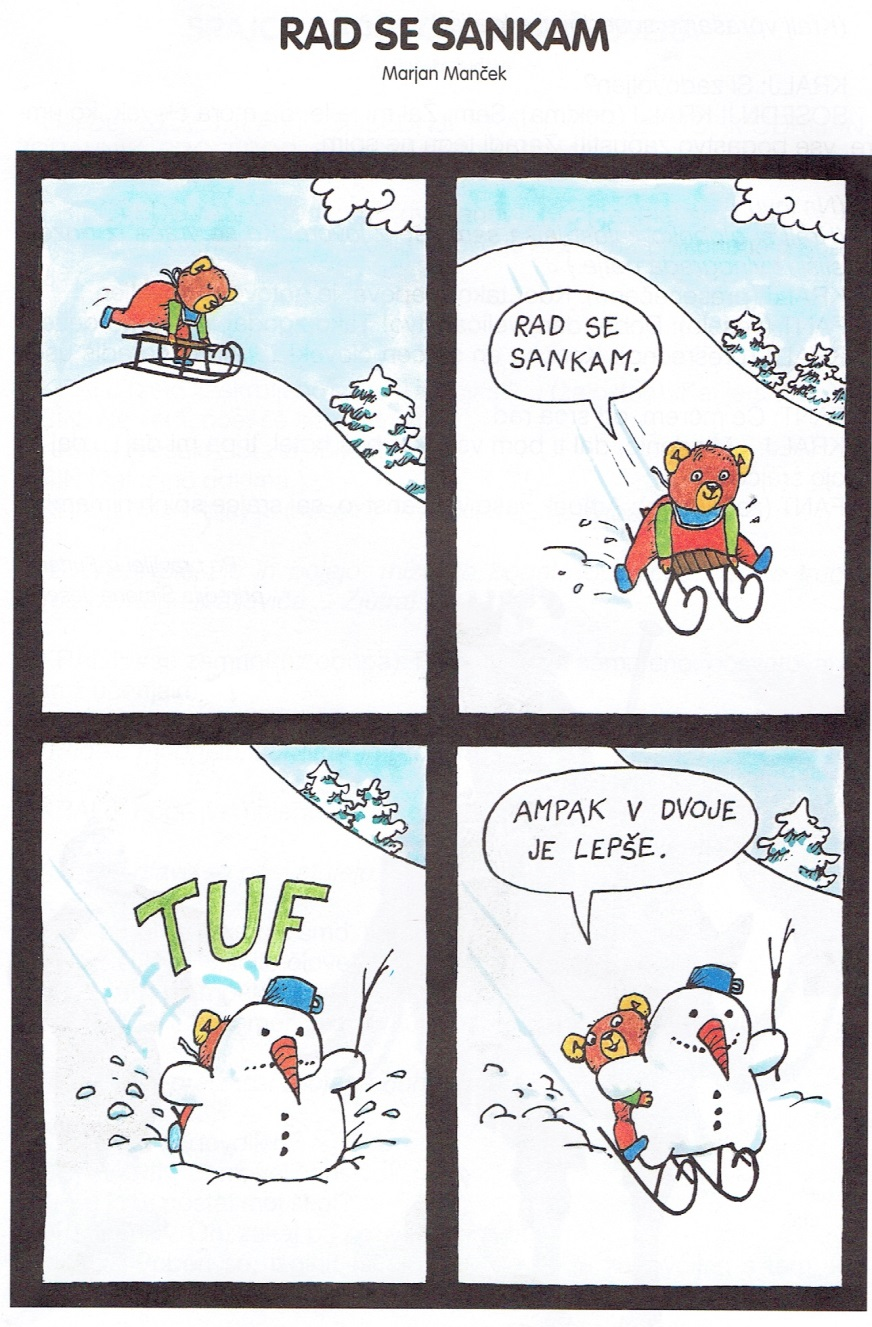 RAD SE SANKAM
Marjan Manček
RAD SE
SANKAM.
TUF
AMPAK V DVOJE
JE LEPŠE.